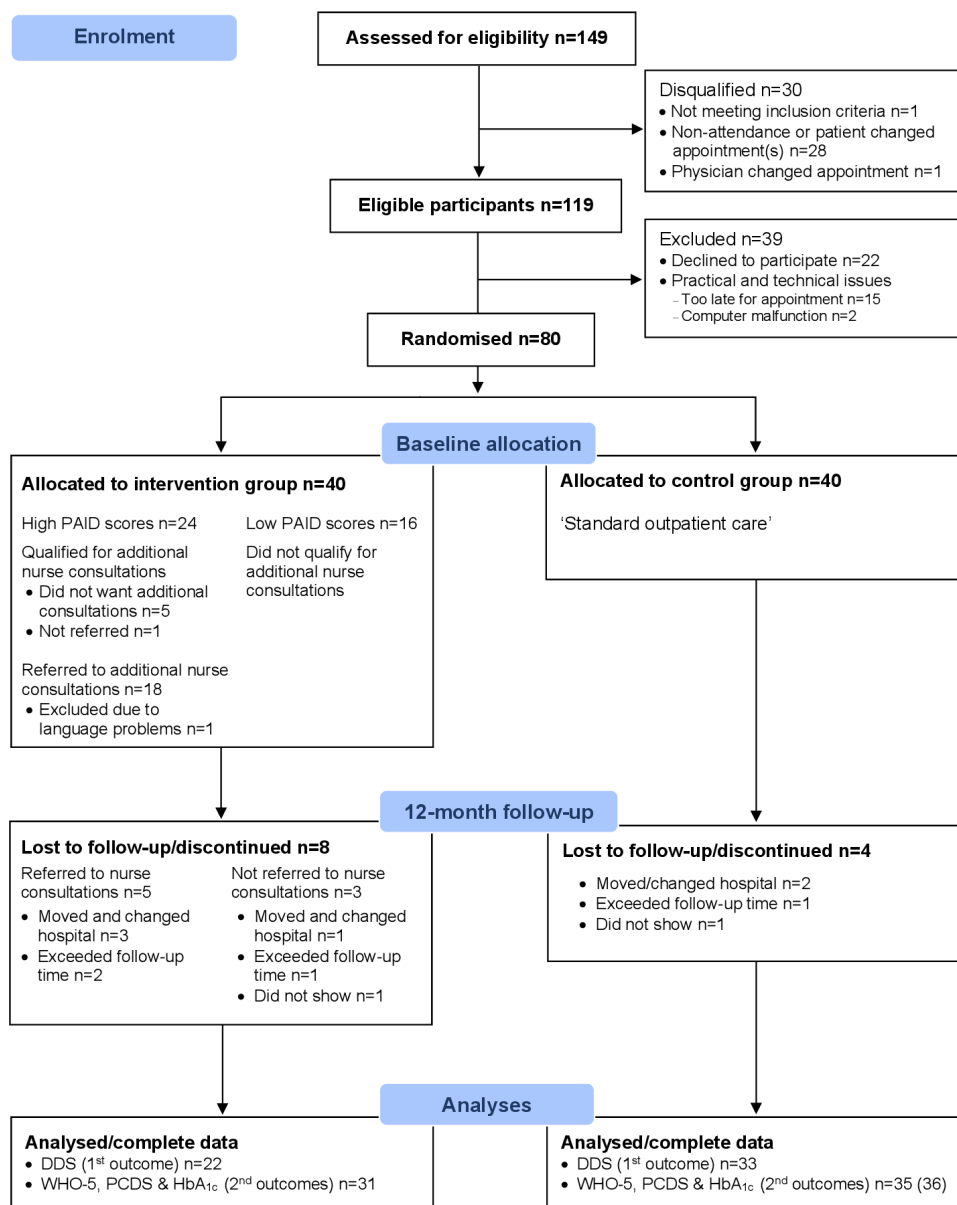 Enrolment
Assessed for eligibility n=149
Disqualified n=30
• Not meeting inclusion criteria n=1
• Non-attendance or patient changed
appointment(s) n=28
• Physician changed appointment n=1
Eligible participants n=119
Excluded n=39
• Declined to participate n=22
• Practical and technical issues
– Too late for appointment n=15
– Computer malfunction n=2
Randomised n=80
Baseline allocation
Allocated to intervention group n=40
High PAID scores n=24
Qualified for additional
nurse consultations
• Did not want additional
consultations n=5
• Not referred n=1
Referred to additional nurse
consultations n=18
• Excluded due to
language problems n=1
Low PAID scores n=16
Did not qualify for
additional nurse
consultations
Allocated to control group n=40
‘Standard outpatient care’
12-month follow-up
Lost to follow-up/discontinued n=8
Referred to nurse
consultations n=5
• Moved and changed
hospital n=3
• Exceeded follow-up
time n=2
Not referred to nurse
consultations n=3
• Moved and changed
hospital n=1
• Exceeded follow-up
time n=1
• Did not show n=1
Lost to follow-up/discontinued n=4
• Moved/changed hospital n=2
• Exceeded follow-up time n=1
• Did not show n=1
Analyses
Analysed/complete data
• DDS (1st outcome) n=22
• WHO-5, PCDS & HbA1c (2nd outcomes) n=31
Analysed/complete data
• DDS (1st outcome) n=33
• WHO-5, PCDS & HbA1c (2nd outcomes) n=35 (36)